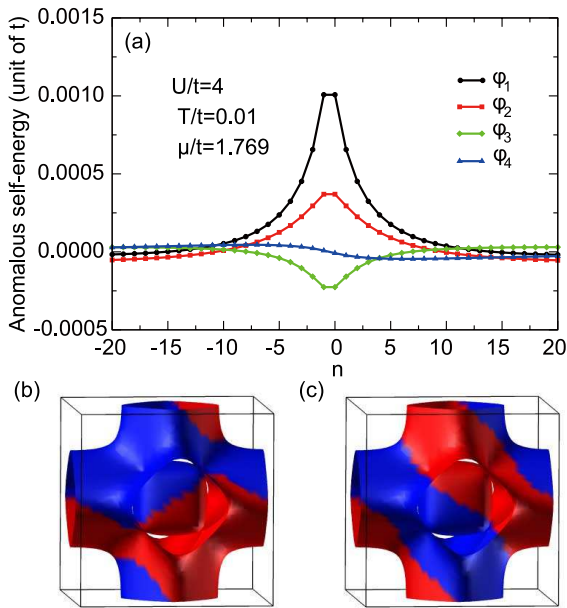 (a)
Anomalous self-energy (unit of t)
0.0015
0.0010
0.0005
0.0000
-0.0005
U/t=4
T/t=0.01
μ/t=1.769
φ1
φ2
φ3
φ4
-20 -15 -10 -5 0 5 10 15 20
n
(b) (c)